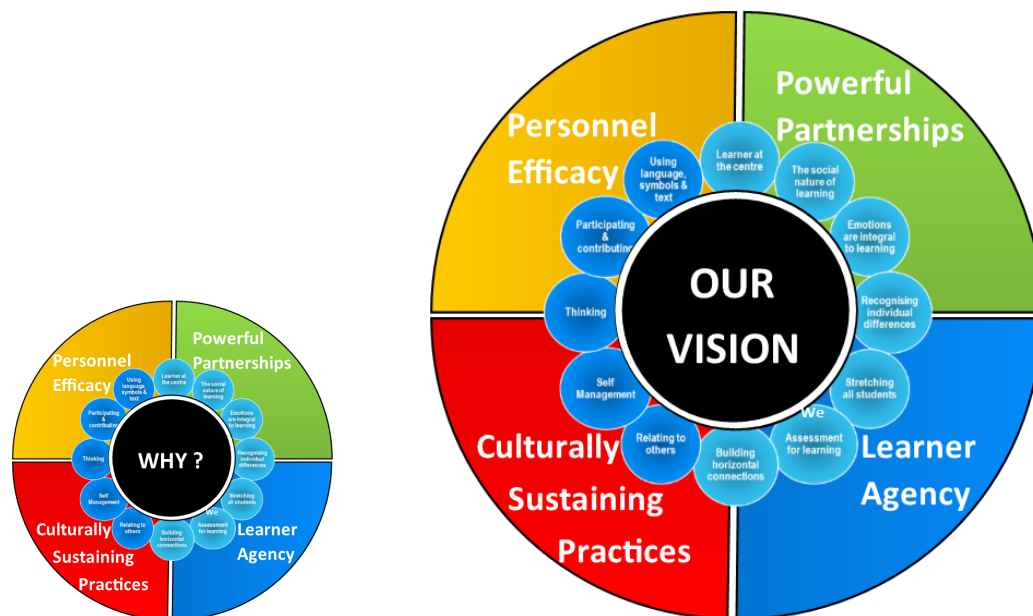 Personnel
Efficacy
Powerful
Partnerships
Learner at
the centre
The social
nature of
learning
Emotions
are integral
to learning
Recognising
individual
differences
Stretching
all students
We
Assessment
for learning
Building
horizontal
connections
Relating to
others
Self
Management
Thinking
Participating
&
contributing
Using
language,
symbols &
text
WHY ?
Culturally
Sustaining
Practices
Learner
Agency
Personnel
Efficacy
Powerful
Partnerships
Learner at
the centre
The social
nature of
learning
Emotions
are integral
to learning
Recognising
individual
differences
Stretching
all students
We
Assessment
for learning
Building
horizontal
connections
Relating to
others
Self
Management
Thinking
Participating
&
contributing
Using
language,
symbols &
text
OUR
VISION
Culturally
Sustaining
Practices
Learner
Agency